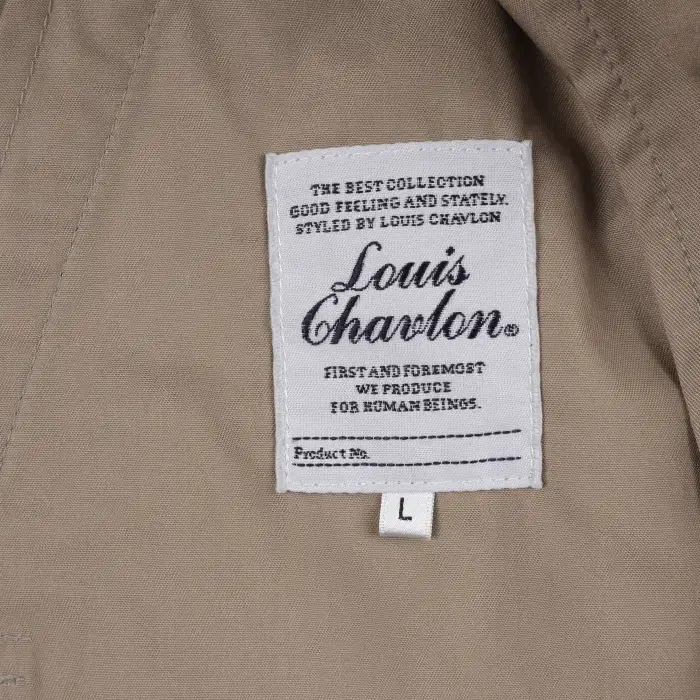 THE BEST COLLECTION
GOOD FEELING AND STATELY.
STYLED BY LOUIS CHAVLON
Louis
Chavlon®
FIRST AND FOREMOST
WE PRODUCE
FOR HUMAN BEINGS.
Product No.
L